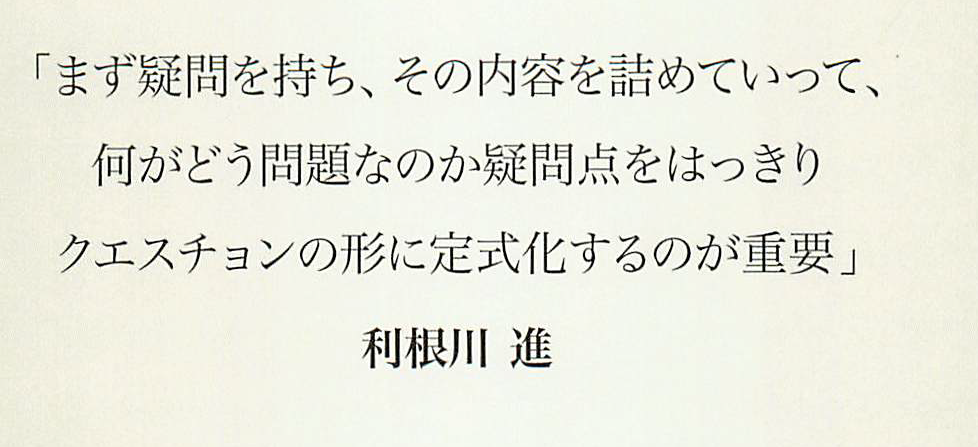 「まず疑問を持ち、その内容を詰めていって、
何がどう問題なのか疑問点をはっきり
クエスチョンの形に定式化するのが重要」
利根川 進